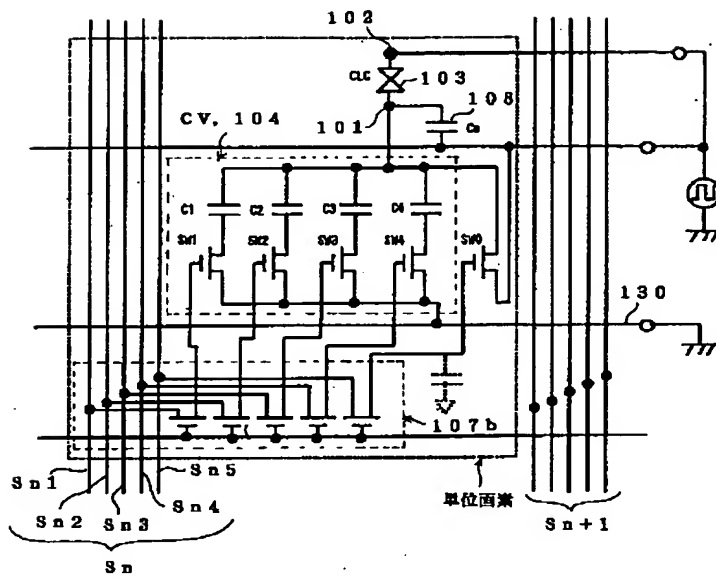 102
CLC
103
108
CV, 104
101
Cs
C1
C2
C3
C4
SW1
SW2
SW3
SW4
SW0
130
107b
Sn1
Sn2
Sn3
Sn4
Sn5
単位画素
Sn+1
Sn